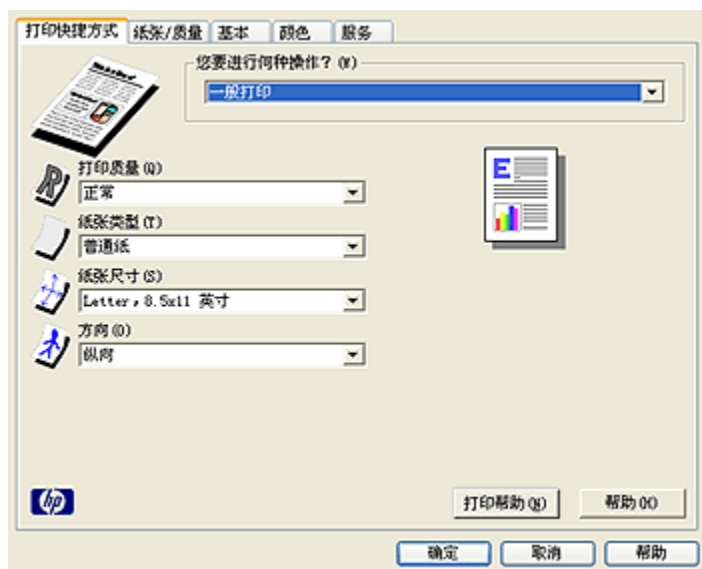 打印快捷方式 纸张/质量 基本 颜色 服务
您要进行何种操作? (W)
一般打印
打印质量(Q)
正常
纸张类型(T)
普通纸
纸张尺寸(S)
Letter, 8.5x11 英寸
方向(O)
纵向
E
hp
打印帮助(N) 帮助(X)
确定 取消 帮助